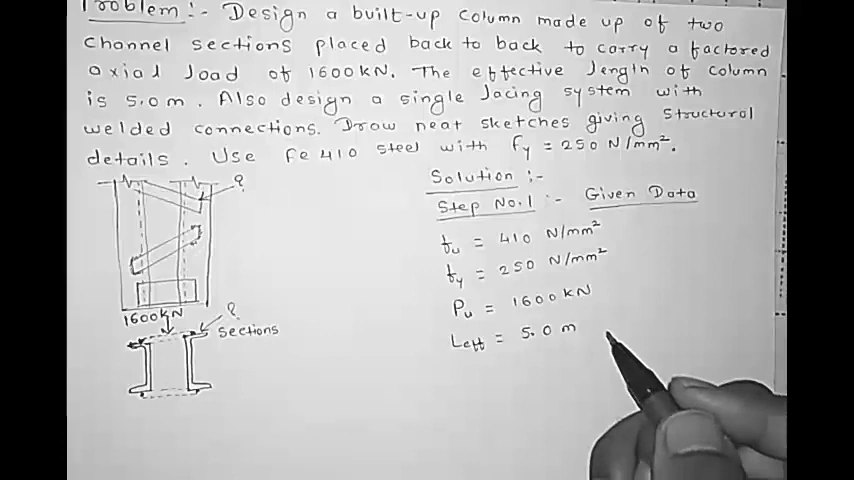 Problem :- Design a built-up column made up of two
channel sections placed back to back to carry a factored
axial load of 1600 KN. The effective length of column
is 5.0 m. Also design a single lacing system with
welded connections. Draw neat sketches giving structural
details. Use Fe 410 steel with fy = 250 N/mm².
Solution :-
Step No.1 :- Given Data
fu = 410 N/mm²
fy = 250 N/mm²
Pu = 1600 KN
Leff = 5.0 m
?
1600KN
?
sections